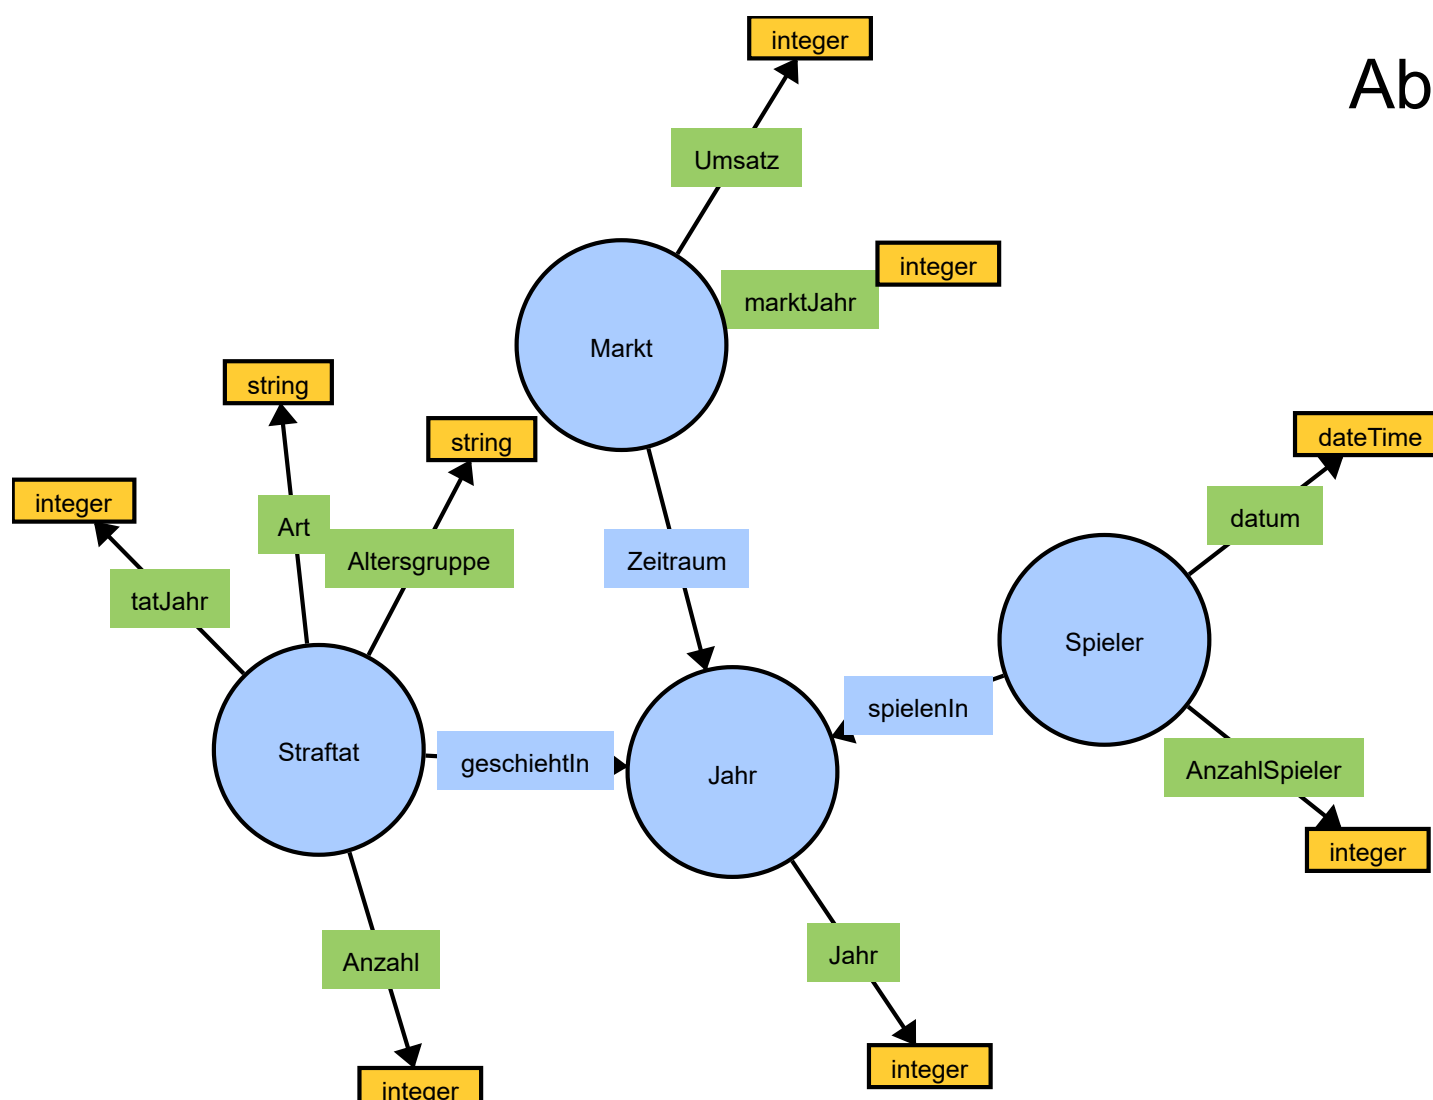 integer
Ab
Umsatz
integer
marktJahr
Markt
string
string
dateTime
integer
Art
datum
Altersgruppe
Zeitraum
tatJahr
Spieler
spielenIn
Straftat
geschiehtIn
Jahr
AnzahlSpieler
integer
Anzahl
Jahr
integer
integer